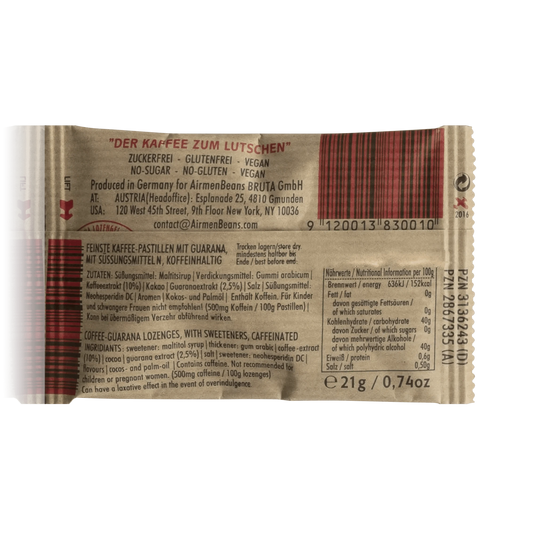 "DER KAFFEE ZUM LUTSCHEN"
ZUCKERFREI - GLUTENFREI - VEGAN
NO-SUGAR - NO-GLUTEN - VEGAN
Produced in Germany for AirmenBeans BRUTA GmbH
AT: AUSTRIA(Headoffice): Esplanade 25, 4810 Gmunden
USA: 120 West 45th Street, 9th Floor New York, NY 10036
contact@AirmenBeans.com
9 120013 830010
LIFT
2016
FEINSTE KAFFEE-PASTILLEN MIT GUARANA,
MIT SÜSSUNGSMITTELN, KOFFEINHALTIG
Trocken lagern/store dry
mindestens haltbar bis
Ende / best before end:
ZUTATEN: Süßungsmittel: Maltitsirup | Verdickungsmittel: Gummi arabicum |
Kaffeeextrakt (10%) | Kakao | Guaranaextrakt (2,5%) | Salz | Süßungsmittel:
Neohesperidin DC | Aromen | Kokos- und Palmöl | Enthält Koffein. Für Kinder
und schwangere Frauen nicht empfohlen! (500mg Koffein / 100g Pastillen) |
Kann bei übermäßigem Verzehr abführend wirken.
COFFEE-GUARANA LOZENGES, WITH SWEETENERS, CAFFEINATED
INGREDIANTS: sweetener: maltitol syrup | thickener: gum arabic | coffee-extract
(10%) | cocoa | guarana extract (2,5%) | salt | sweetener: neohesperidin DC |
flavours | cocos- and palm-oil | Contains caffeine. Not recommended for
children or pregnant women. (500mg caffeine / 100g lozenges)
Can have a laxative effect in the event of overindulgence.
Nährwerte / Nutritional Information per 100g
Brennwert / energy 636kJ / 152kcal
Fett / fat 0g
davon gesättigte Fettsäuren /
of which saturates 0g
Kohlenhydrate / carbohydrate 40g
davon Zucker / of which sugars 0g
davon mehrwertige Alkohole /
of which polyhydric alcohol 40g
Eiweiß / protein 0,6g
Salz / salt 0,50g
℮ 21g / 0,74oz
PZN 3136243 (D)
PZN 2867335 (A)